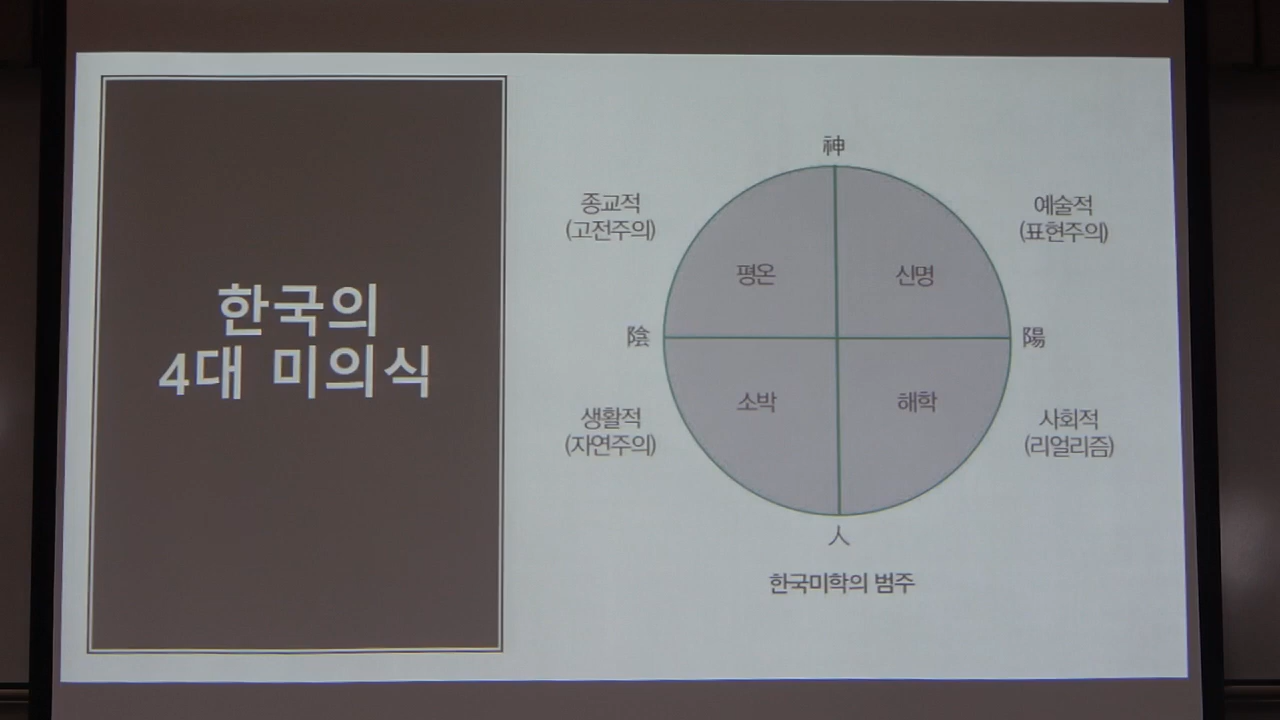 한국의
4대 미의식
神
종교적
(고전주의)
예술적
(표현주의)
평온
신명
陰
陽
소박
해학
생활적
(자연주의)
사회적
(리얼리즘)
人
한국미학의 범주